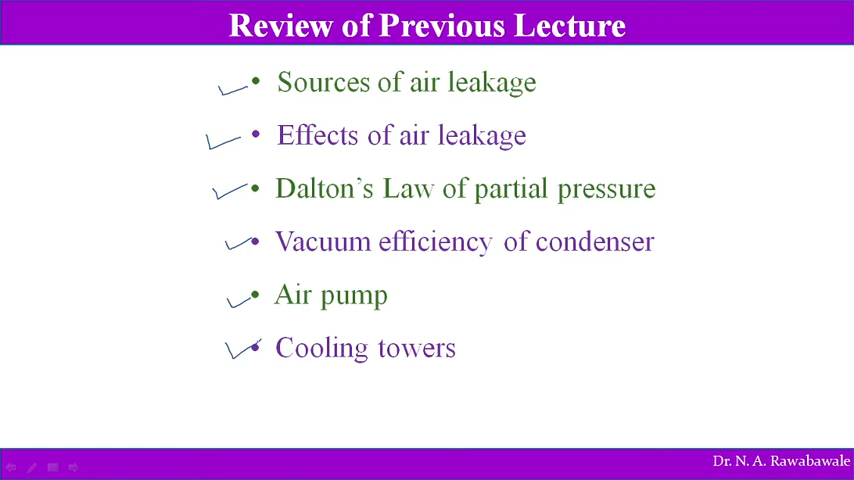 Review of Previous Lecture
• Sources of air leakage
• Effects of air leakage
• Dalton's Law of partial pressure
• Vacuum efficiency of condenser
• Air pump
• Cooling towers
Dr. N. A. Rawabawale